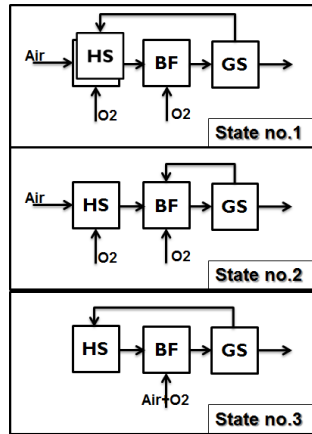 HS BF GS
Air
O2 O2
State no.1
Air HS BF GS
O2 O2
State no.2
HS BF GS
Air+O2
State no.3